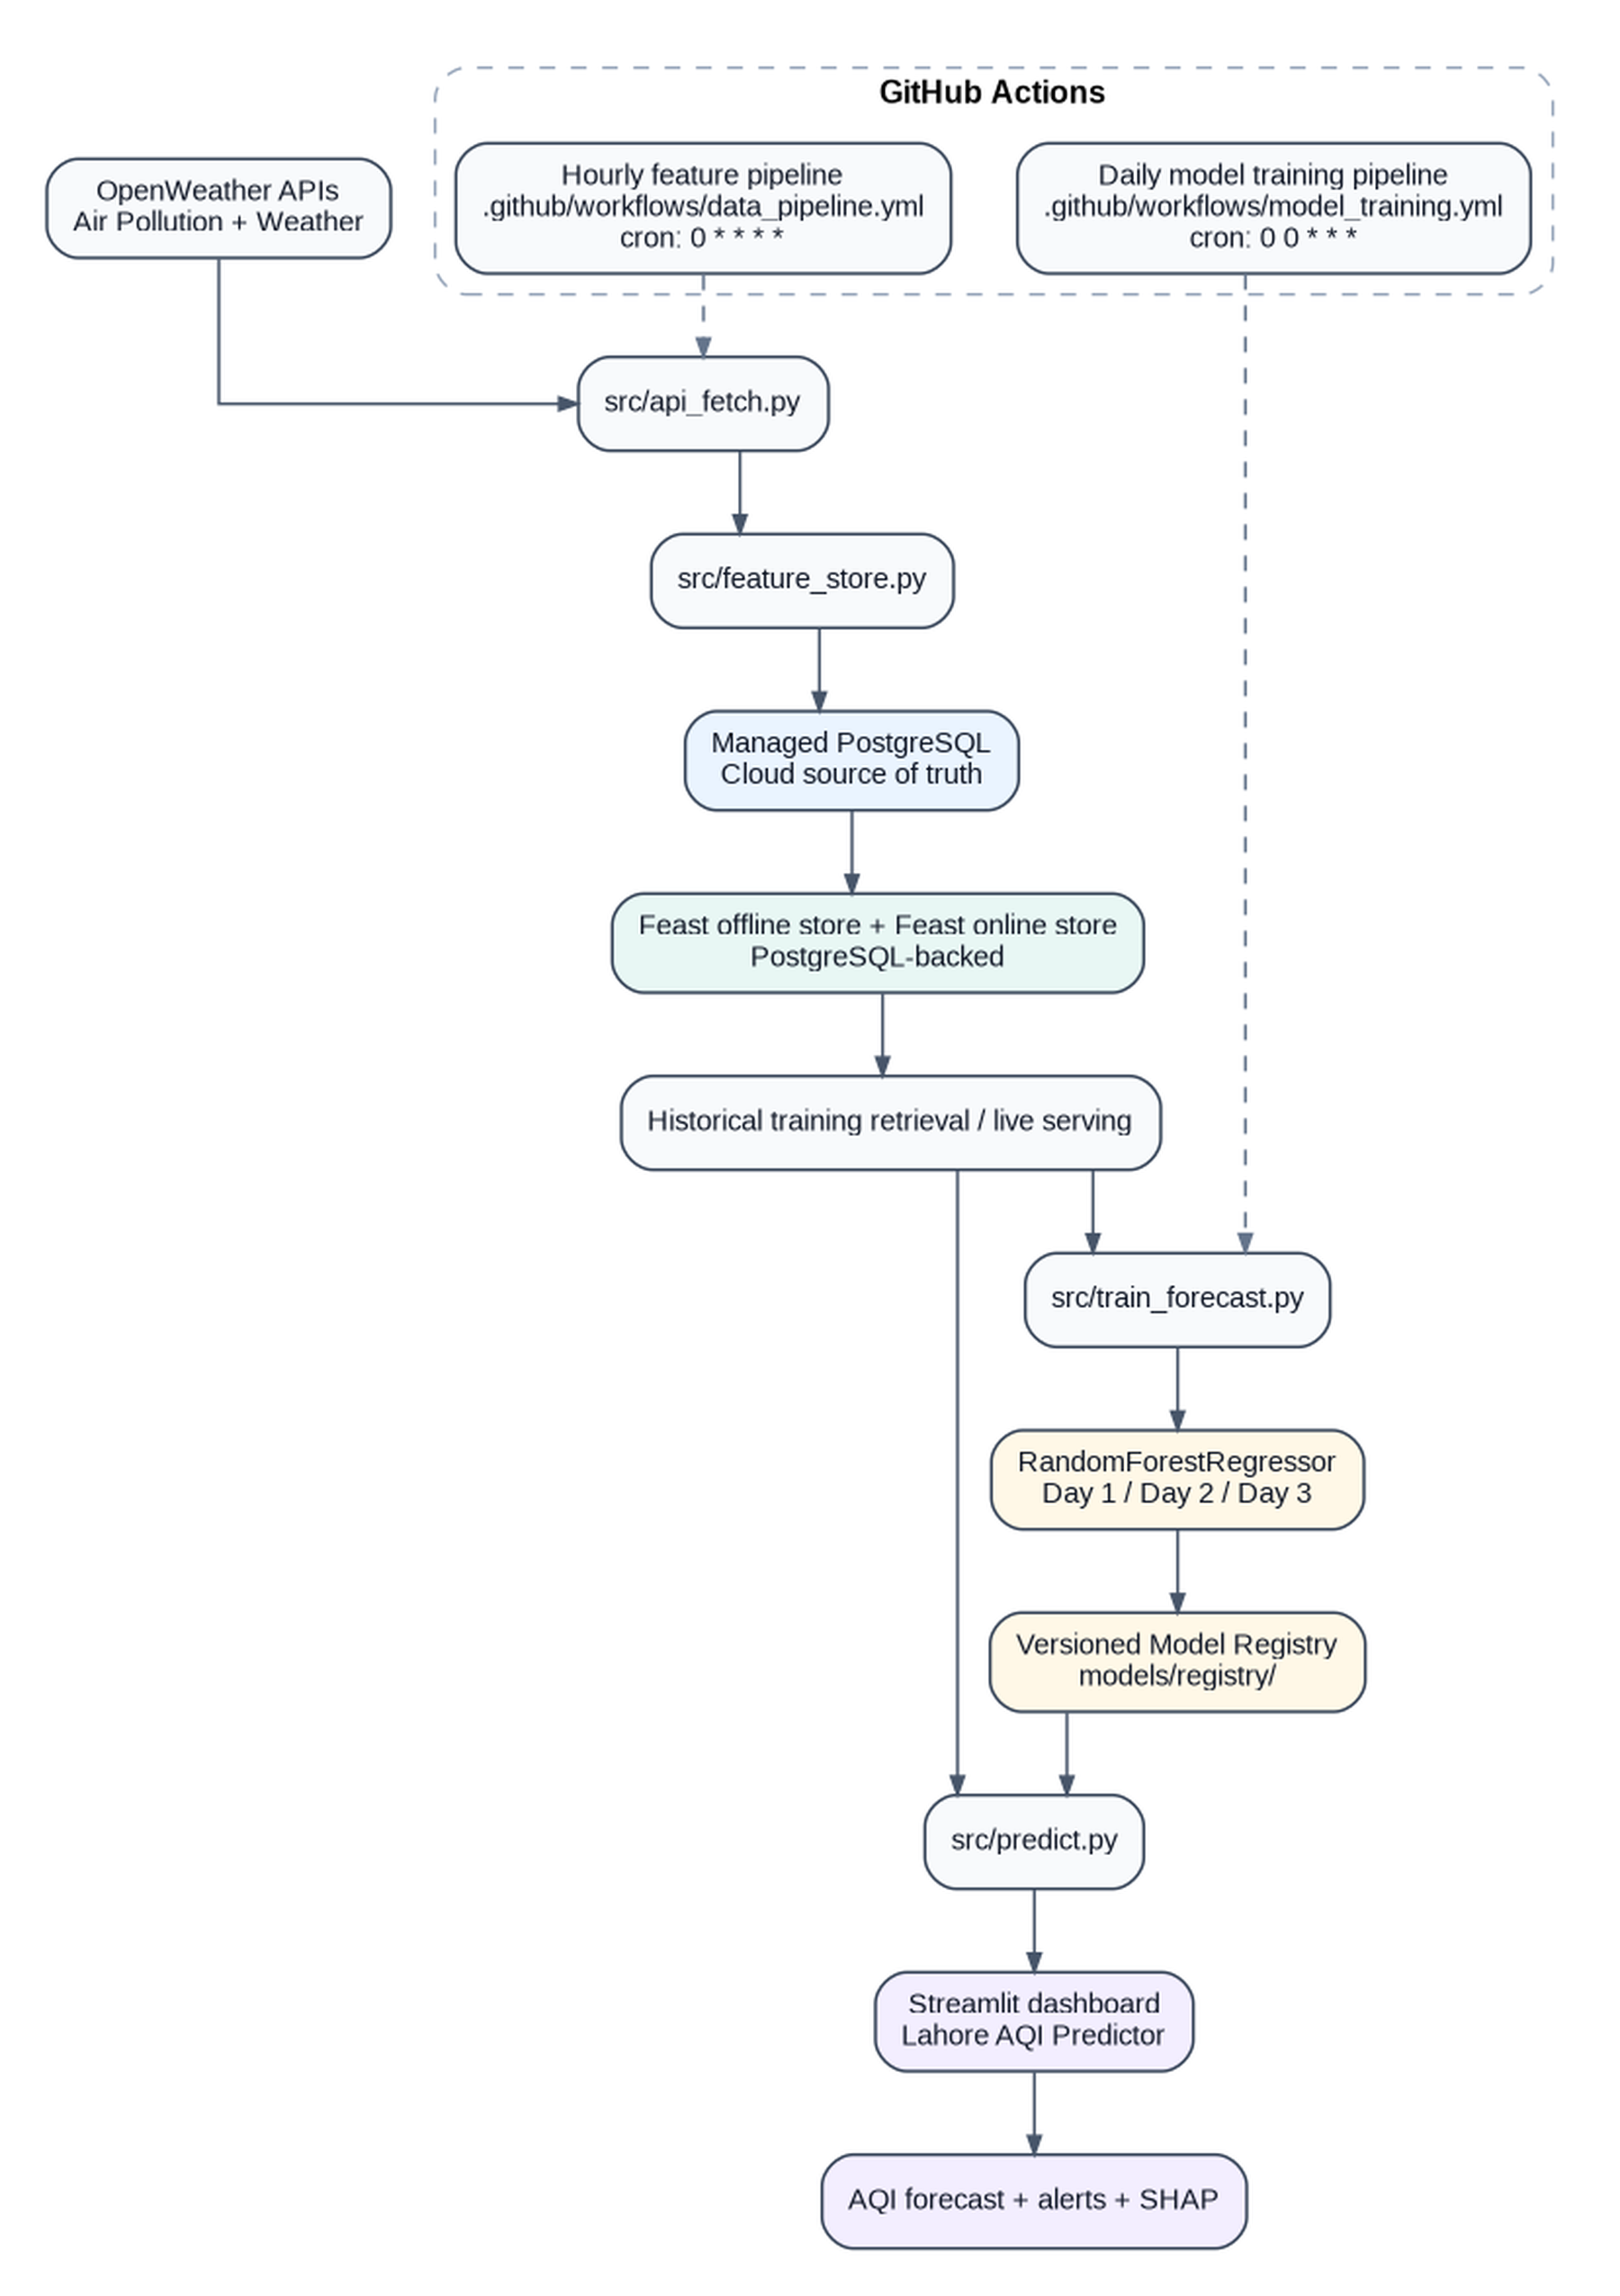 GitHub Actions
OpenWeather APIs
Air Pollution + Weather
Hourly feature pipeline
.github/workflows/data_pipeline.yml
cron: 0 * * * *
Daily model training pipeline
.github/workflows/model_training.yml
cron: 0 0 * * *
src/api_fetch.py
src/feature_store.py
Managed PostgreSQL
Cloud source of truth
Feast offline store + Feast online store
PostgreSQL-backed
Historical training retrieval / live serving
src/train_forecast.py
RandomForestRegressor
Day 1 / Day 2 / Day 3
Versioned Model Registry
models/registry/
src/predict.py
Streamlit dashboard
Lahore AQI Predictor
AQI forecast + alerts + SHAP